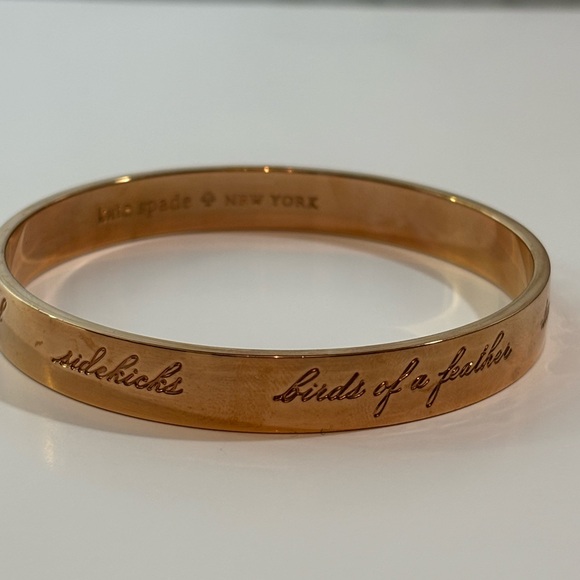 kate spade ♠ NEW YORK
sidekicks
birds of a feather